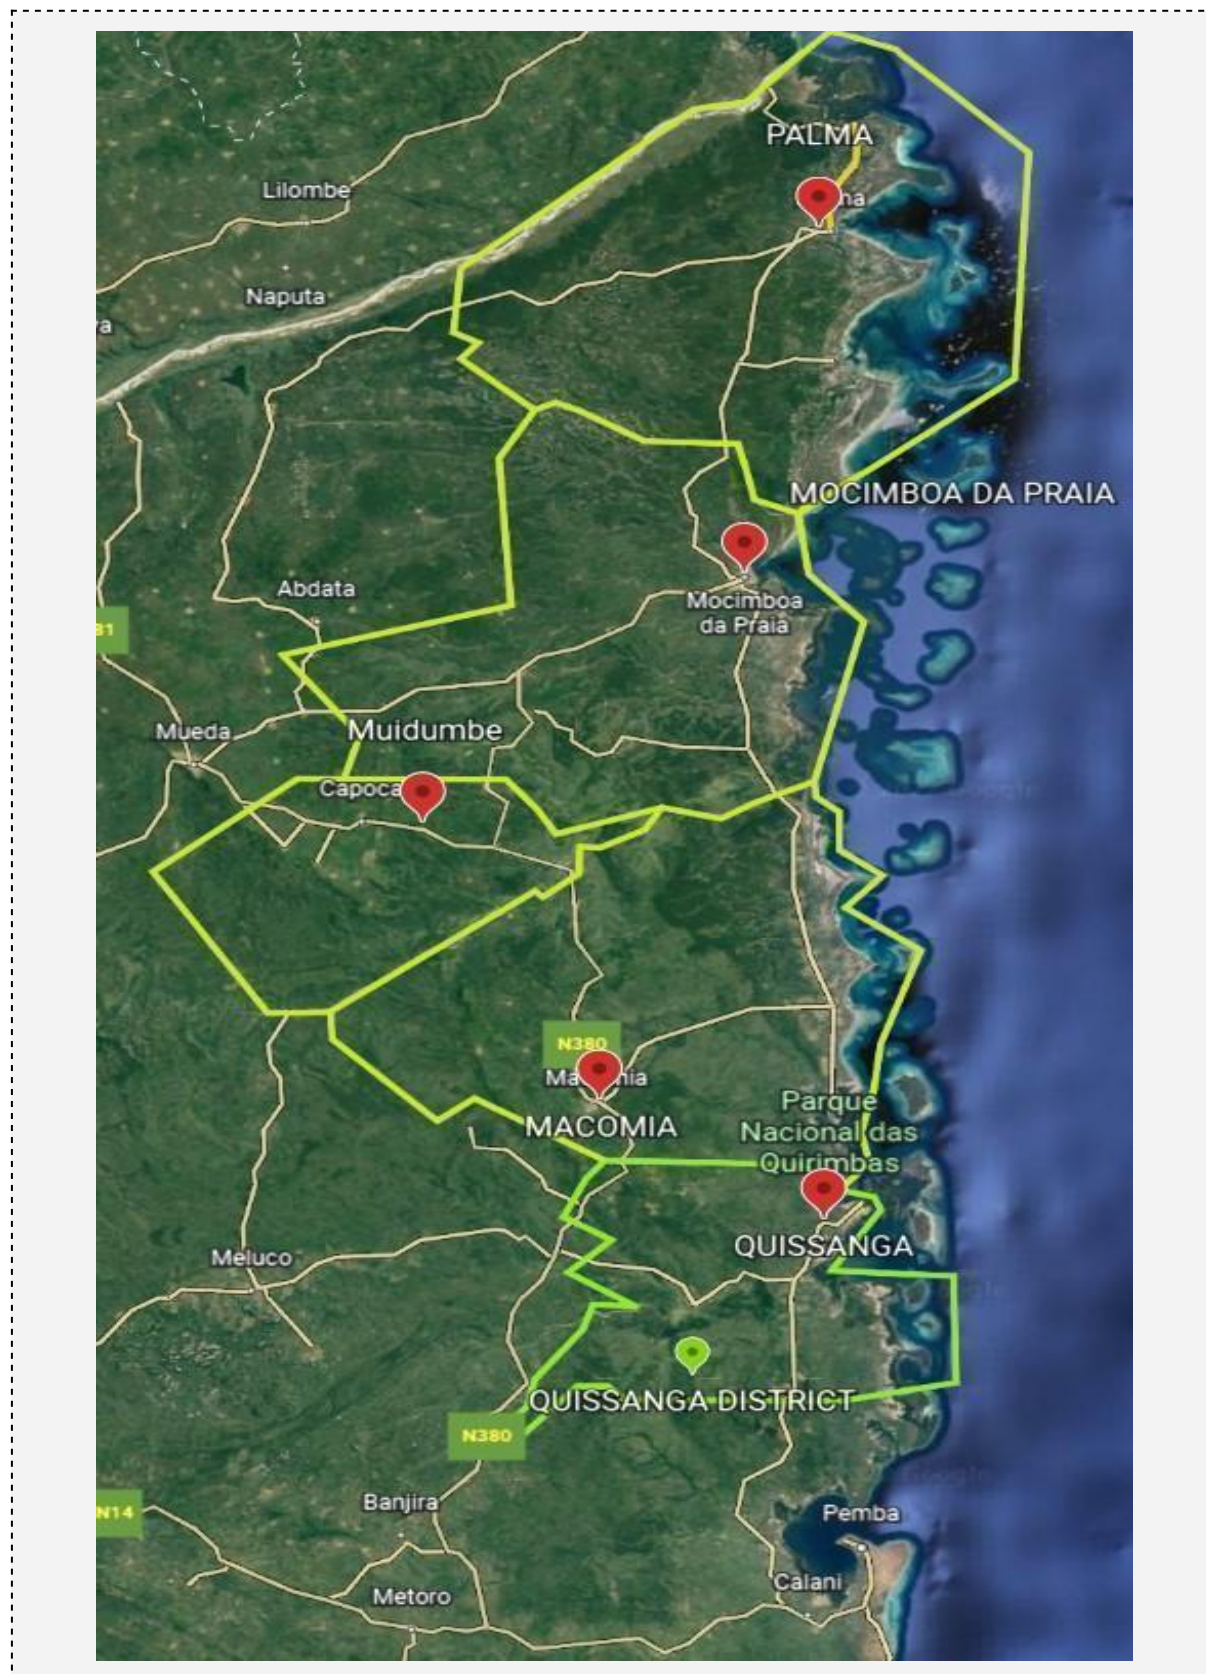 PALMA
Lilombe
Naputa
MOCIMBOA DA PRAIA
Abdata
Mocimboa
da Praia
Mueda
Muidumbe
Capoca
N380
MACOMIA
Parque
Nacional das
Quirimbas
QUISSANGA
Meluco
QUISSANGA DISTRICT
N380
Banjira
N14
Pemba
Calani
Metoro